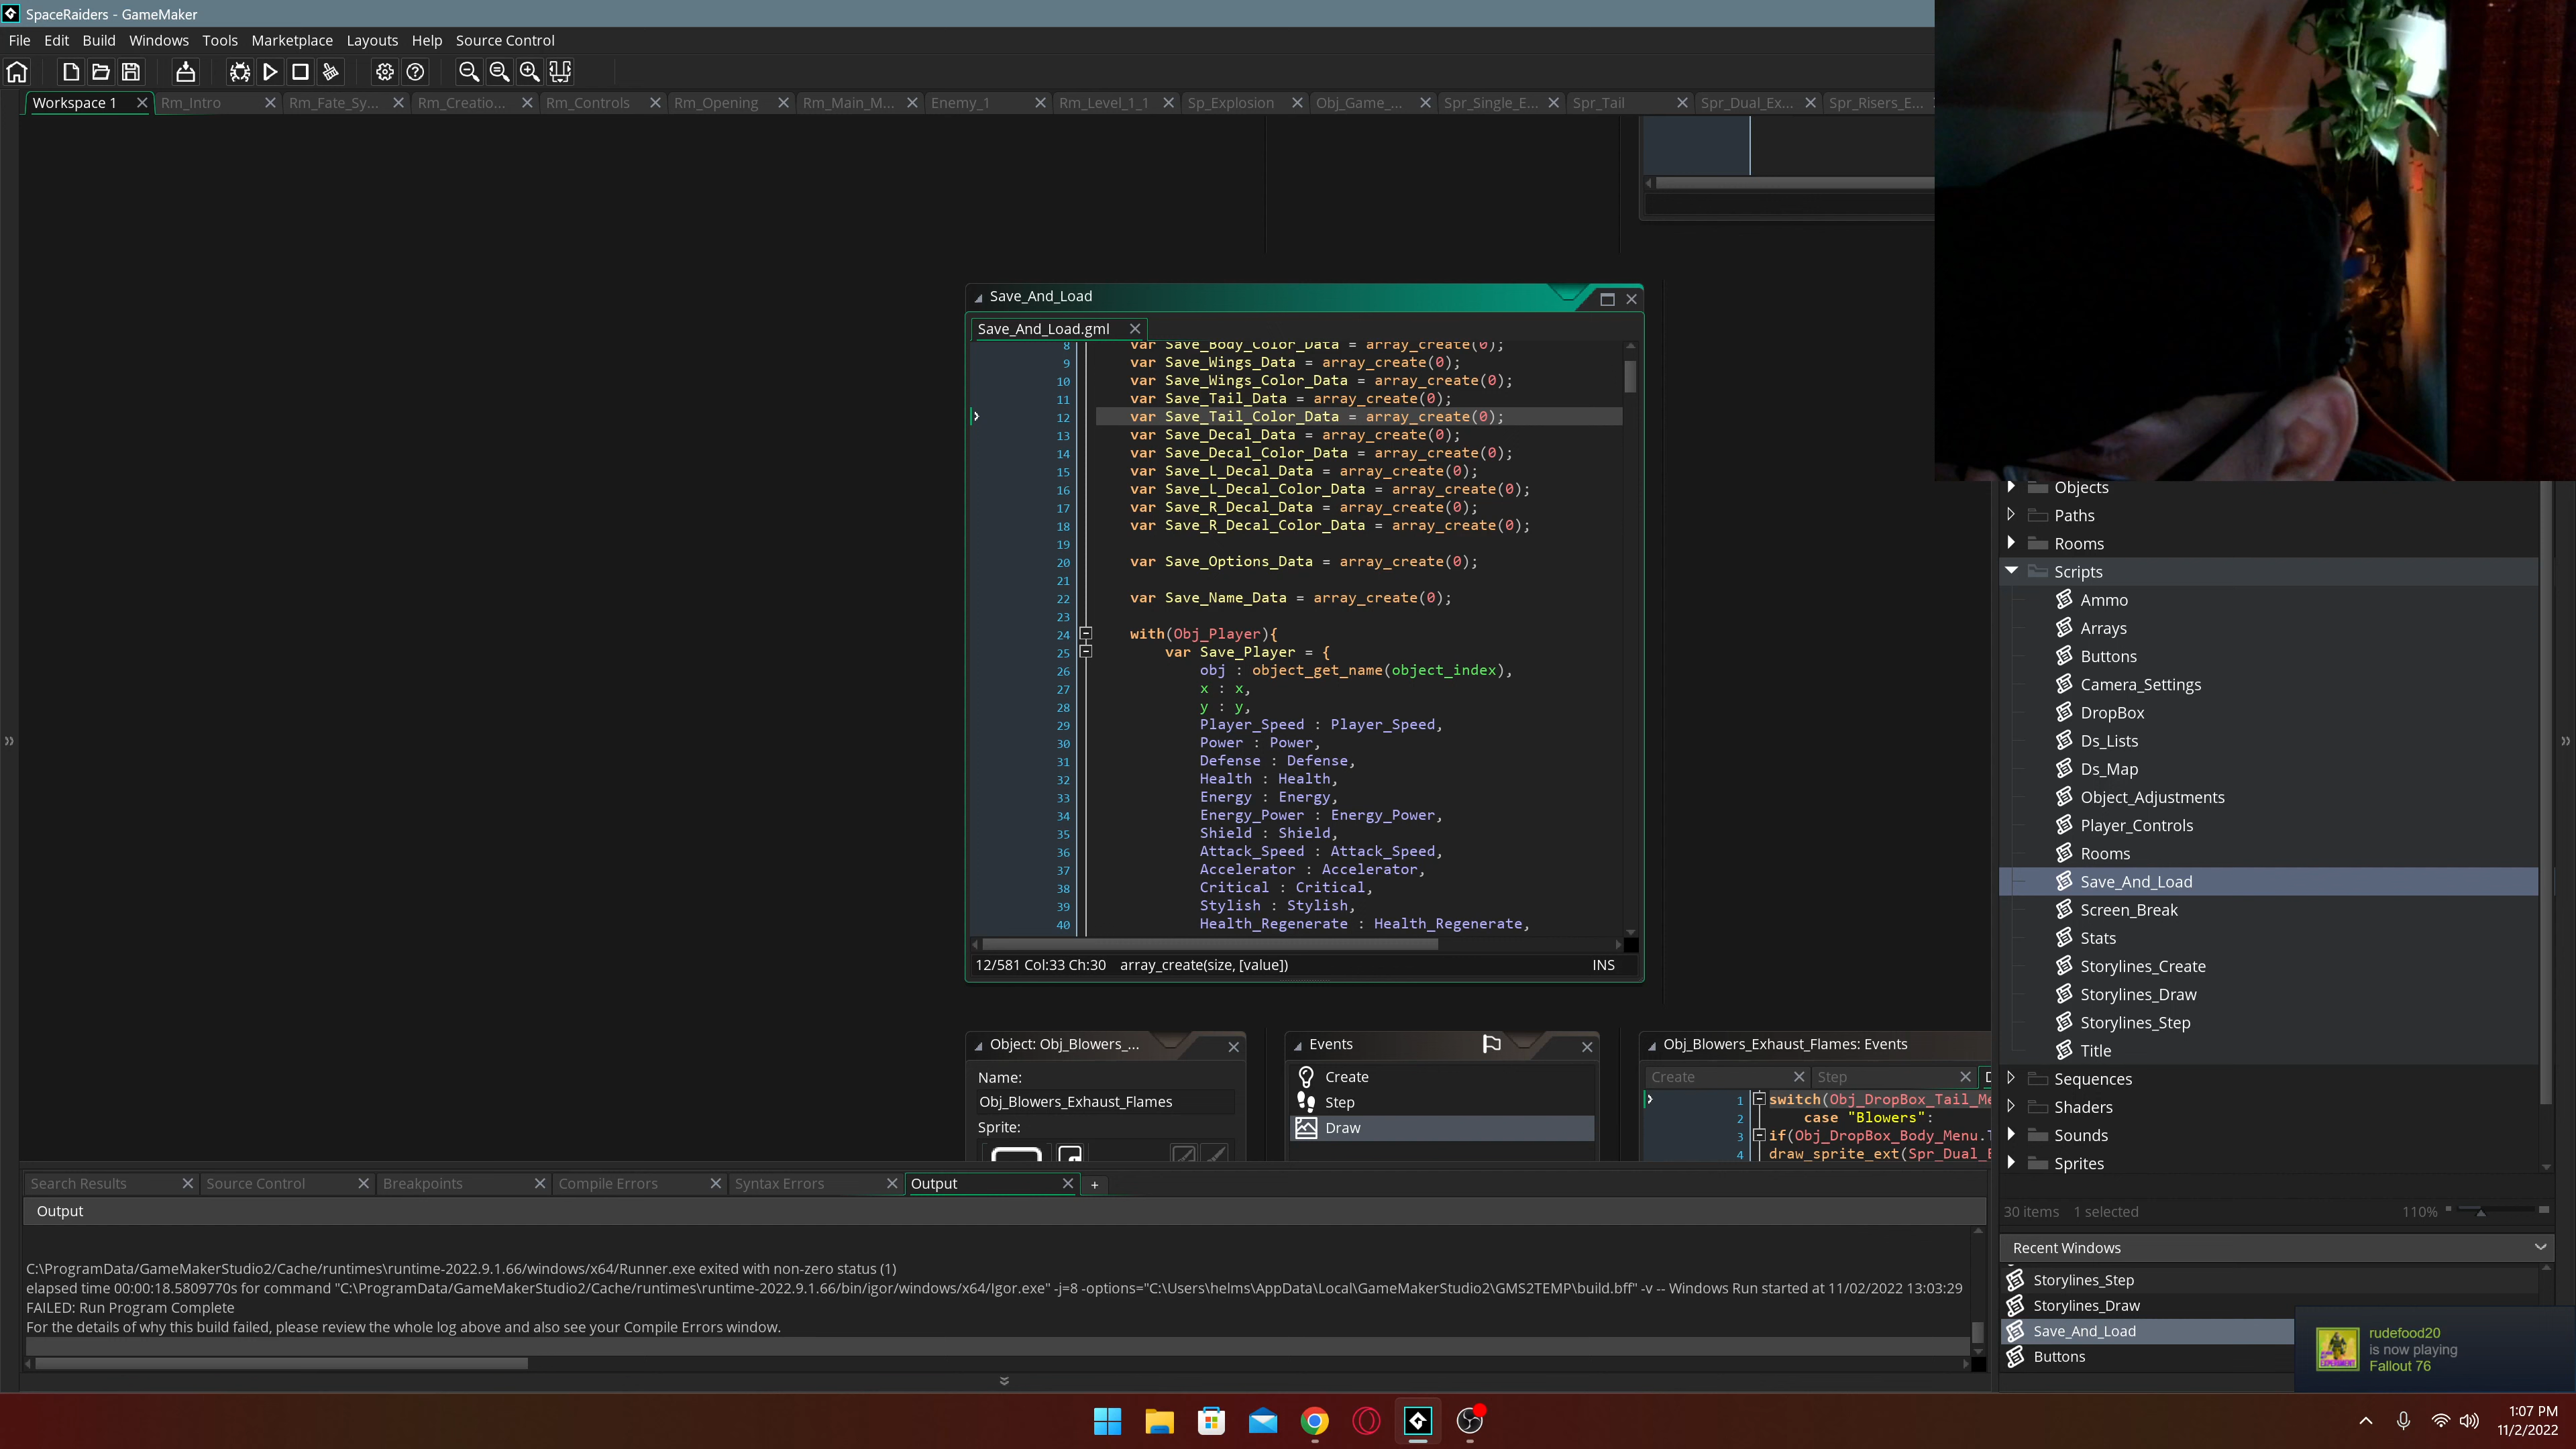 SpaceRaiders - GameMaker
File Edit Build Windows Tools Marketplace Layouts Help Source Control
Workspace 1 Rm_Intro Rm_Fate_Sy... Rm_Creatio... Rm_Controls Rm_Opening Rm_Main_M... Enemy_1 Rm_Level_1_1 Sp_Explosion Obj_Game_... Spr_Single_E... Spr_Tail Spr_Dual_Ex... Spr_Risers_E...
Save_And_Load
Save_And_Load.gml
8 var Save_Body_Color_Data = array_create(0);
9 var Save_Wings_Data = array_create(0);
10 var Save_Wings_Color_Data = array_create(0);
11 var Save_Tail_Data = array_create(0);
12 var Save_Tail_Color_Data = array_create(0);
13 var Save_Decal_Data = array_create(0);
14 var Save_Decal_Color_Data = array_create(0);
15 var Save_L_Decal_Data = array_create(0);
16 var Save_L_Decal_Color_Data = array_create(0);
17 var Save_R_Decal_Data = array_create(0);
18 var Save_R_Decal_Color_Data = array_create(0);
19
20 var Save_Options_Data = array_create(0);
21
22 var Save_Name_Data = array_create(0);
23
24 with(Obj_Player){
25 var Save_Player = {
26 obj : object_get_name(object_index),
27 x : x,
28 y : y,
29 Player_Speed : Player_Speed,
30 Power : Power,
31 Defense : Defense,
32 Health : Health,
33 Energy : Energy,
34 Energy_Power : Energy_Power,
35 Shield : Shield,
36 Attack_Speed : Attack_Speed,
37 Accelerator : Accelerator,
38 Critical : Critical,
39 Stylish : Stylish,
40 Health_Regenerate : Health_Regenerate,
12/581 Col:33 Ch:30 array_create(size, [value]) INS
Object: Obj_Blowers_...
Name:
Obj_Blowers_Exhaust_Flames
Sprite:
Events
Create
Step
Draw
Obj_Blowers_Exhaust_Flames: Events
Create Step D
1 switch(Obj_DropBox_Tail_Me
2 case "Blowers":
3 if(Obj_DropBox_Body_Menu.T
4 draw_sprite_ext(Spr_Dual_E
Objects
Paths
Rooms
Scripts
Ammo
Arrays
Buttons
Camera_Settings
DropBox
Ds_Lists
Ds_Map
Object_Adjustments
Player_Controls
Rooms
Save_And_Load
Screen_Break
Stats
Storylines_Create
Storylines_Draw
Storylines_Step
Title
Sequences
Shaders
Sounds
Sprites
30 items 1 selected 110%
Recent Windows
Storylines_Step
Storylines_Draw
Save_And_Load
Buttons
Search Results Source Control Breakpoints Compile Errors Syntax Errors Output +
Output
C:\ProgramData/GameMakerStudio2/Cache/runtimes\runtime-2022.9.1.66/windows/x64/Runner.exe exited with non-zero status (1)
elapsed time 00:00:18.5809770s for command "C:\ProgramData/GameMakerStudio2/Cache/runtimes\runtime-2022.9.1.66/bin/igor/windows/x64/Igor.exe" -j=8 -options="C:\Users\helms\AppData\Local\GameMakerStudio2\GMS2TEMP\build.bff" -v -- Windows Run started at 11/02/2022 13:03:29
FAILED: Run Program Complete
For the details of why this build failed, please review the whole log above and also see your Compile Errors window.
rudefood20
is now playing
Fallout 76
1:07 PM
11/2/2022